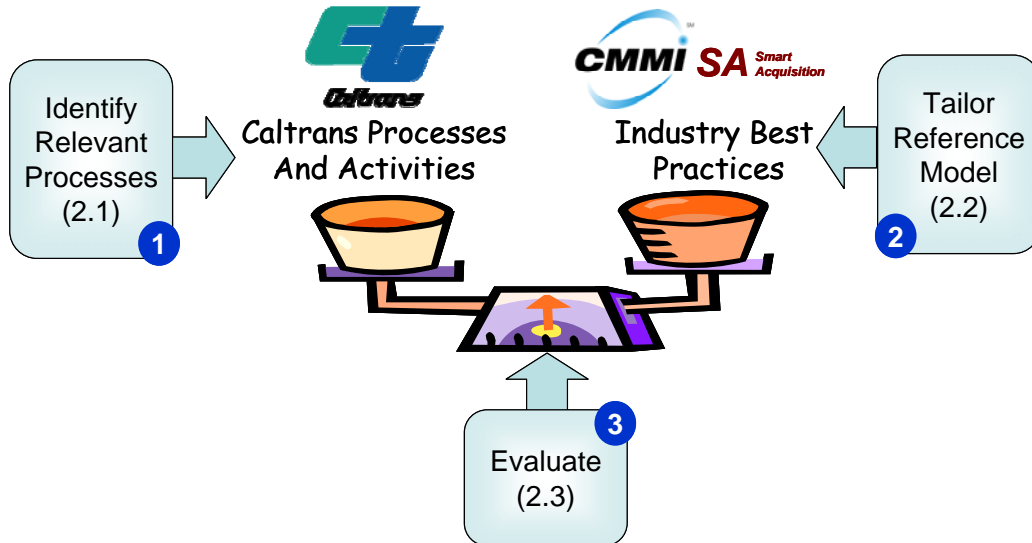 Identify
Relevant
Processes
(2.1)
1
Caltrans
Caltrans Processes
And Activities
CMMI SM SA Smart
Acquisition
Industry Best
Practices
Tailor
Reference
Model
(2.2)
2
3
Evaluate
(2.3)